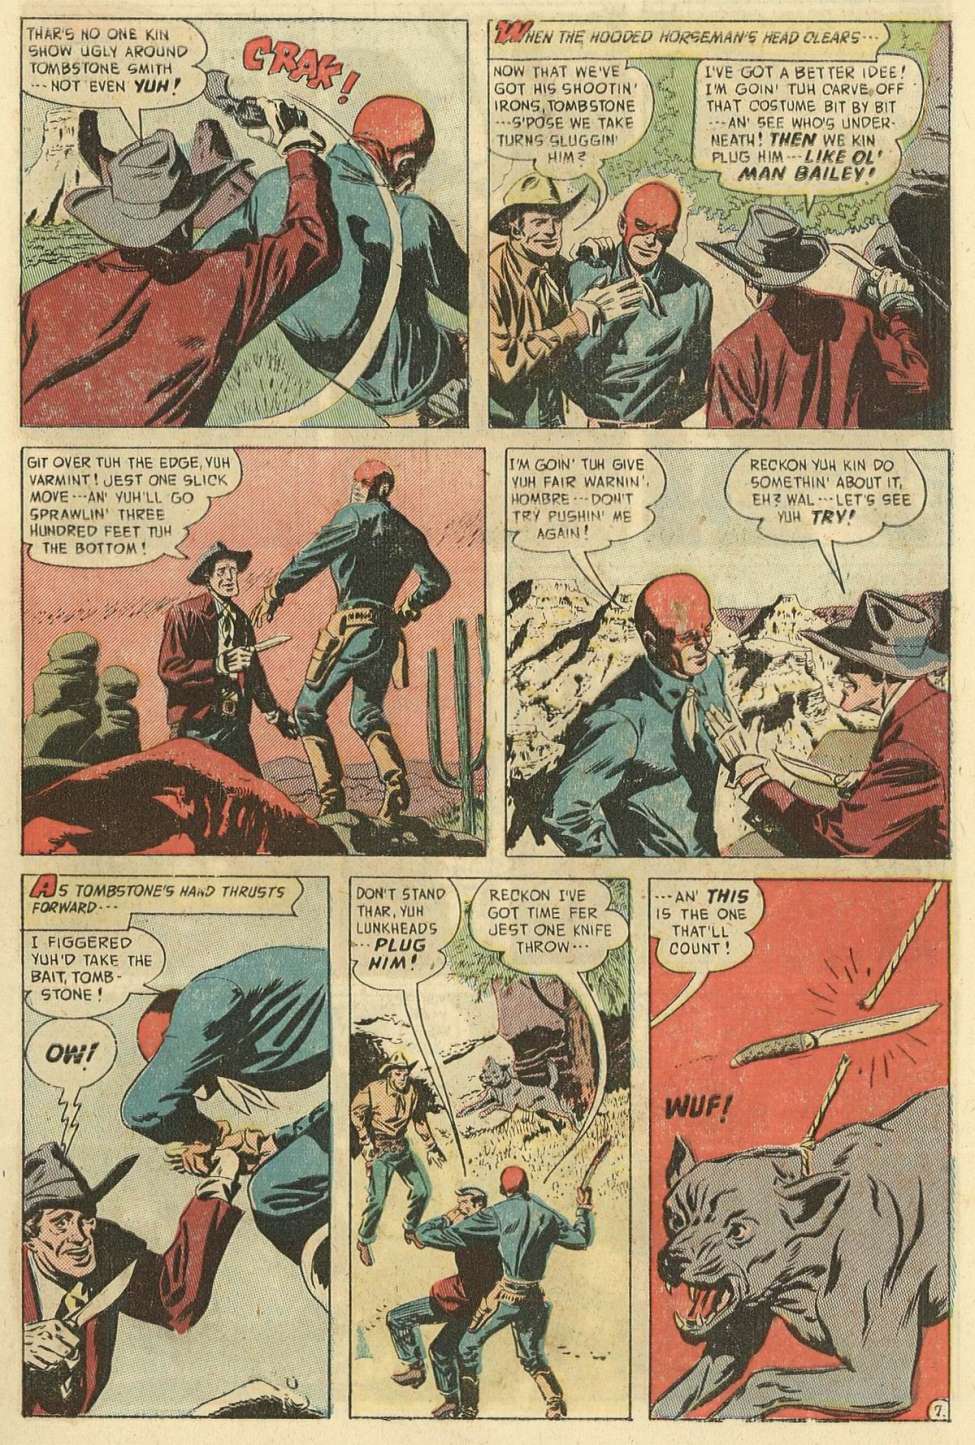 THAR'S NO ONE KIN
SHOW UGLY AROUND
TOMBSTONE SMITH
---NOT EVEN YUH!
CRAK!
WHEN THE HOODED HORSEMAN'S HEAD CLEARS---
NOW THAT WE'VE
GOT HIS SHOOTIN'
IRONS, TOMBSTONE
---S'POSE WE TAKE
TURNS SLUGGIN'
HIM?
I'VE GOT A BETTER IDEE!
I'M GOIN' TUH CARVE OFF
THAT COSTUME BIT BY BIT
---AN' SEE WHO'S UNDER-
NEATH! THEN WE KIN
PLUG HIM---LIKE OL'
MAN BAILEY!
GIT OVER TUH THE EDGE, YUH
VARMINT! JEST ONE SLICK
MOVE---AN' YUH'LL GO
SPRAWLIN' THREE
HUNDRED FEET TUH
THE BOTTOM!
I'M GOIN' TUH GIVE
YUH FAIR WARNIN',
HOMBRE---DON'T
TRY PUSHIN' ME
AGAIN!
RECKON YUH KIN DO
SOMETHIN' ABOUT IT,
EH? WAL---LET'S SEE
YUH TRY!
AS TOMBSTONE'S HAND THRUSTS
FORWARD---
I FIGGERED
YUH'D TAKE THE
BAIT, TOMB-
STONE!
OW!
DON'T STAND
THAR, YUH
LUNKHEADS
---PLUG
HIM!
RECKON I'VE
GOT TIME FER
JEST ONE KNIFE
THROW---
---AN' THIS
IS THE ONE
THAT'LL
COUNT!
WUF!
7.